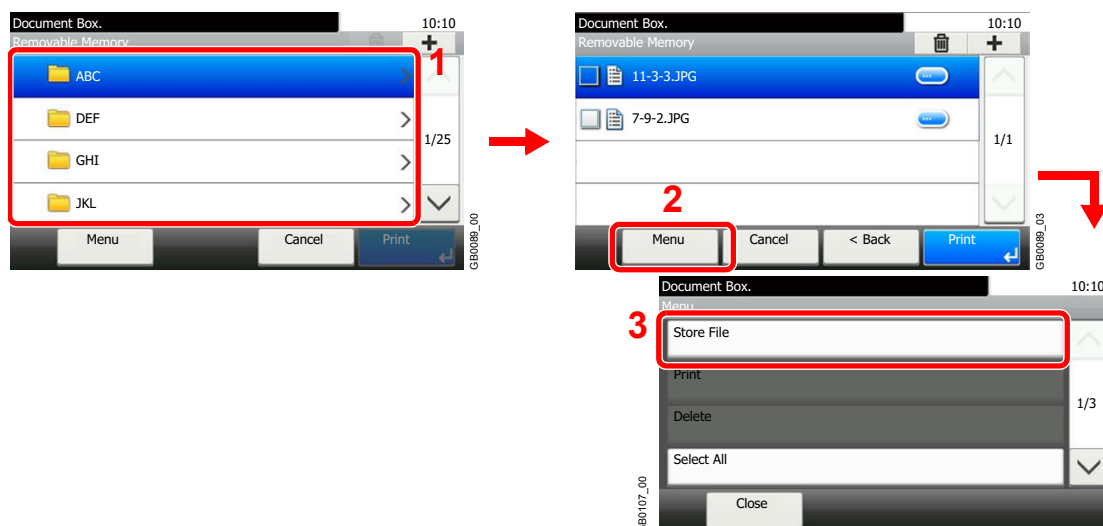 Document Box.
10:10
Removable Memory
1
ABC
DEF
1/25
GHI
JKL
Menu
Cancel
Print
GB0089_00
Document Box.
10:10
Removable Memory
11-3-3.JPG
7-9-2.JPG
1/1
2
Menu
Cancel
< Back
Print
GB0089_03
Document Box.
10:10
Menu
3
Store File
Print
1/3
Delete
Select All
Close
GB0107_00